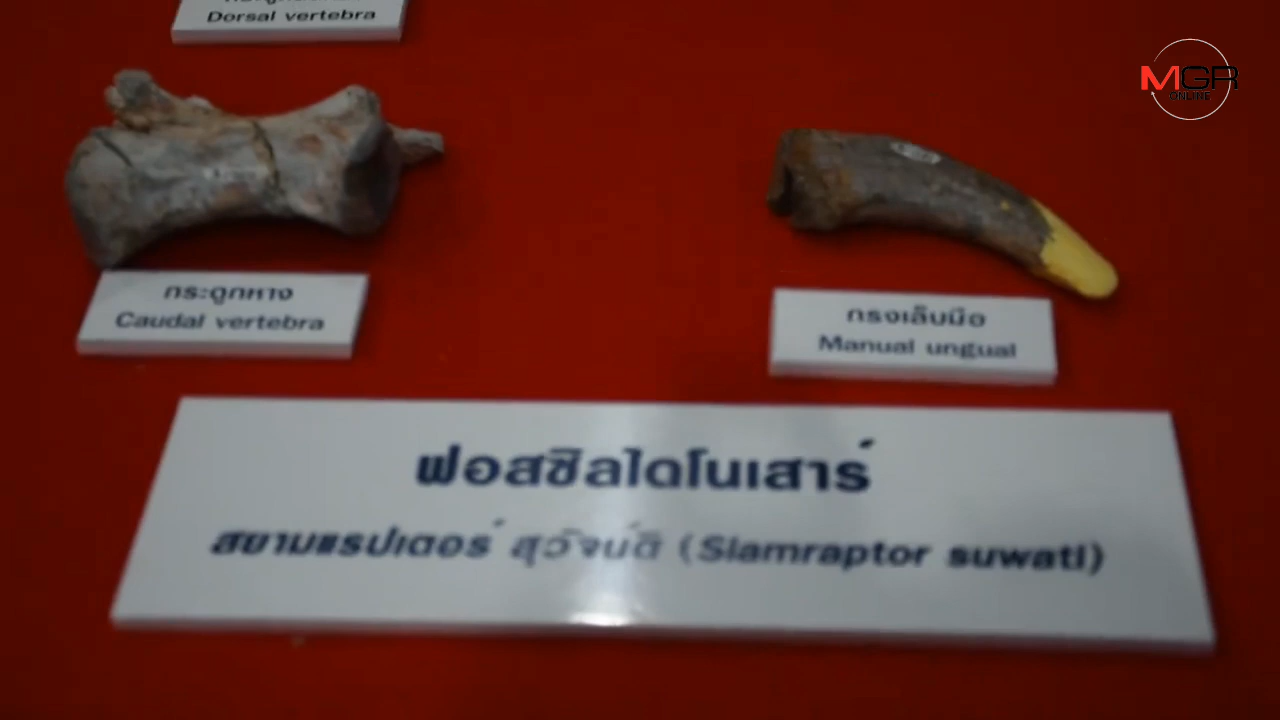 Dorsal vertebra
MGR
ONLINE
กระดูกหาง
Caudal vertebra
กรงเล็บมือ
Manual ungual
ฟอสซิลไดโนเสาร์
สยามแรปเตอร์ สุวัจน์ติ (Siamraptor suwati)